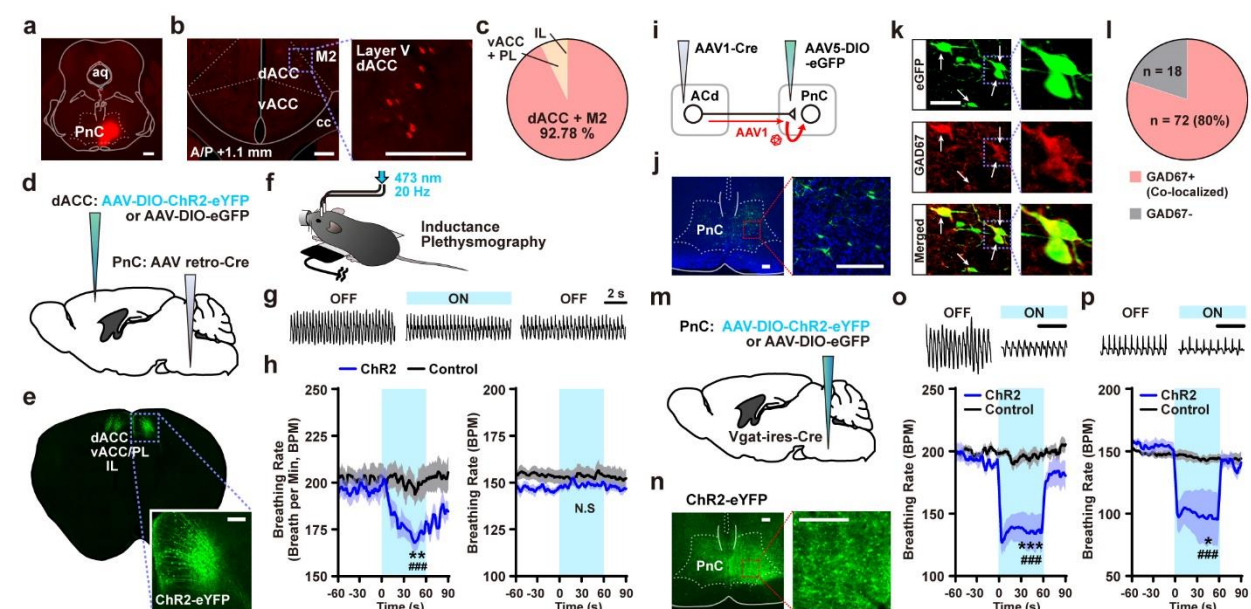 a
aq
PnC
b
M2
dACC
vACC
cc
A/P +1.1 mm
Layer V
dACC
c
IL
vACC
+ PL
dACC + M2
92.78 %
d
dACC: AAV-DIO-ChR2-eYFP
or AAV-DIO-eGFP
PnC: AAV retro-Cre
e
dACC
vACC/PL
IL
ChR2-eYFP
f
473 nm
20 Hz
Inductance
Plethysmography
g
OFF
ON
OFF
2 s
h
ChR2
Control
Breathing Rate
(Breath per Min, BPM)
250
225
200
175
150
**
###
-60 -30 0 30 60 90
Time (s)
Breathing Rate (BPM)
200
180
160
140
120
100
N.S
-60 -30 0 30 60 90
Time (s)
i
AAV1-Cre
AAV5-DIO
-eGFP
ACd
PnC
AAV1
j
PnC
k
eGFP
GAD67
Merged
l
n = 18
n = 72 (80%)
GAD67+
(Co-localized)
GAD67-
m
PnC: AAV-DIO-ChR2-eYFP
or AAV-DIO-eGFP
Vgat-ires-Cre
n
ChR2-eYFP
PnC
o
OFF
ON
ChR2
Control
Breathing Rate (BPM)
250
200
150
100
***
###
-60 -30 0 30 60 90
Time (s)
p
OFF
ON
ChR2
Control
Breathing Rate (BPM)
200
150
100
50
*
###
-60 -30 0 30 60 90
Time (s)